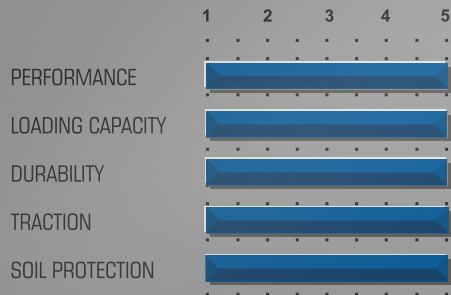 1 2 3 4 5
PERFORMANCE
LOADING CAPACITY
DURABILITY
TRACTION
SOIL PROTECTION